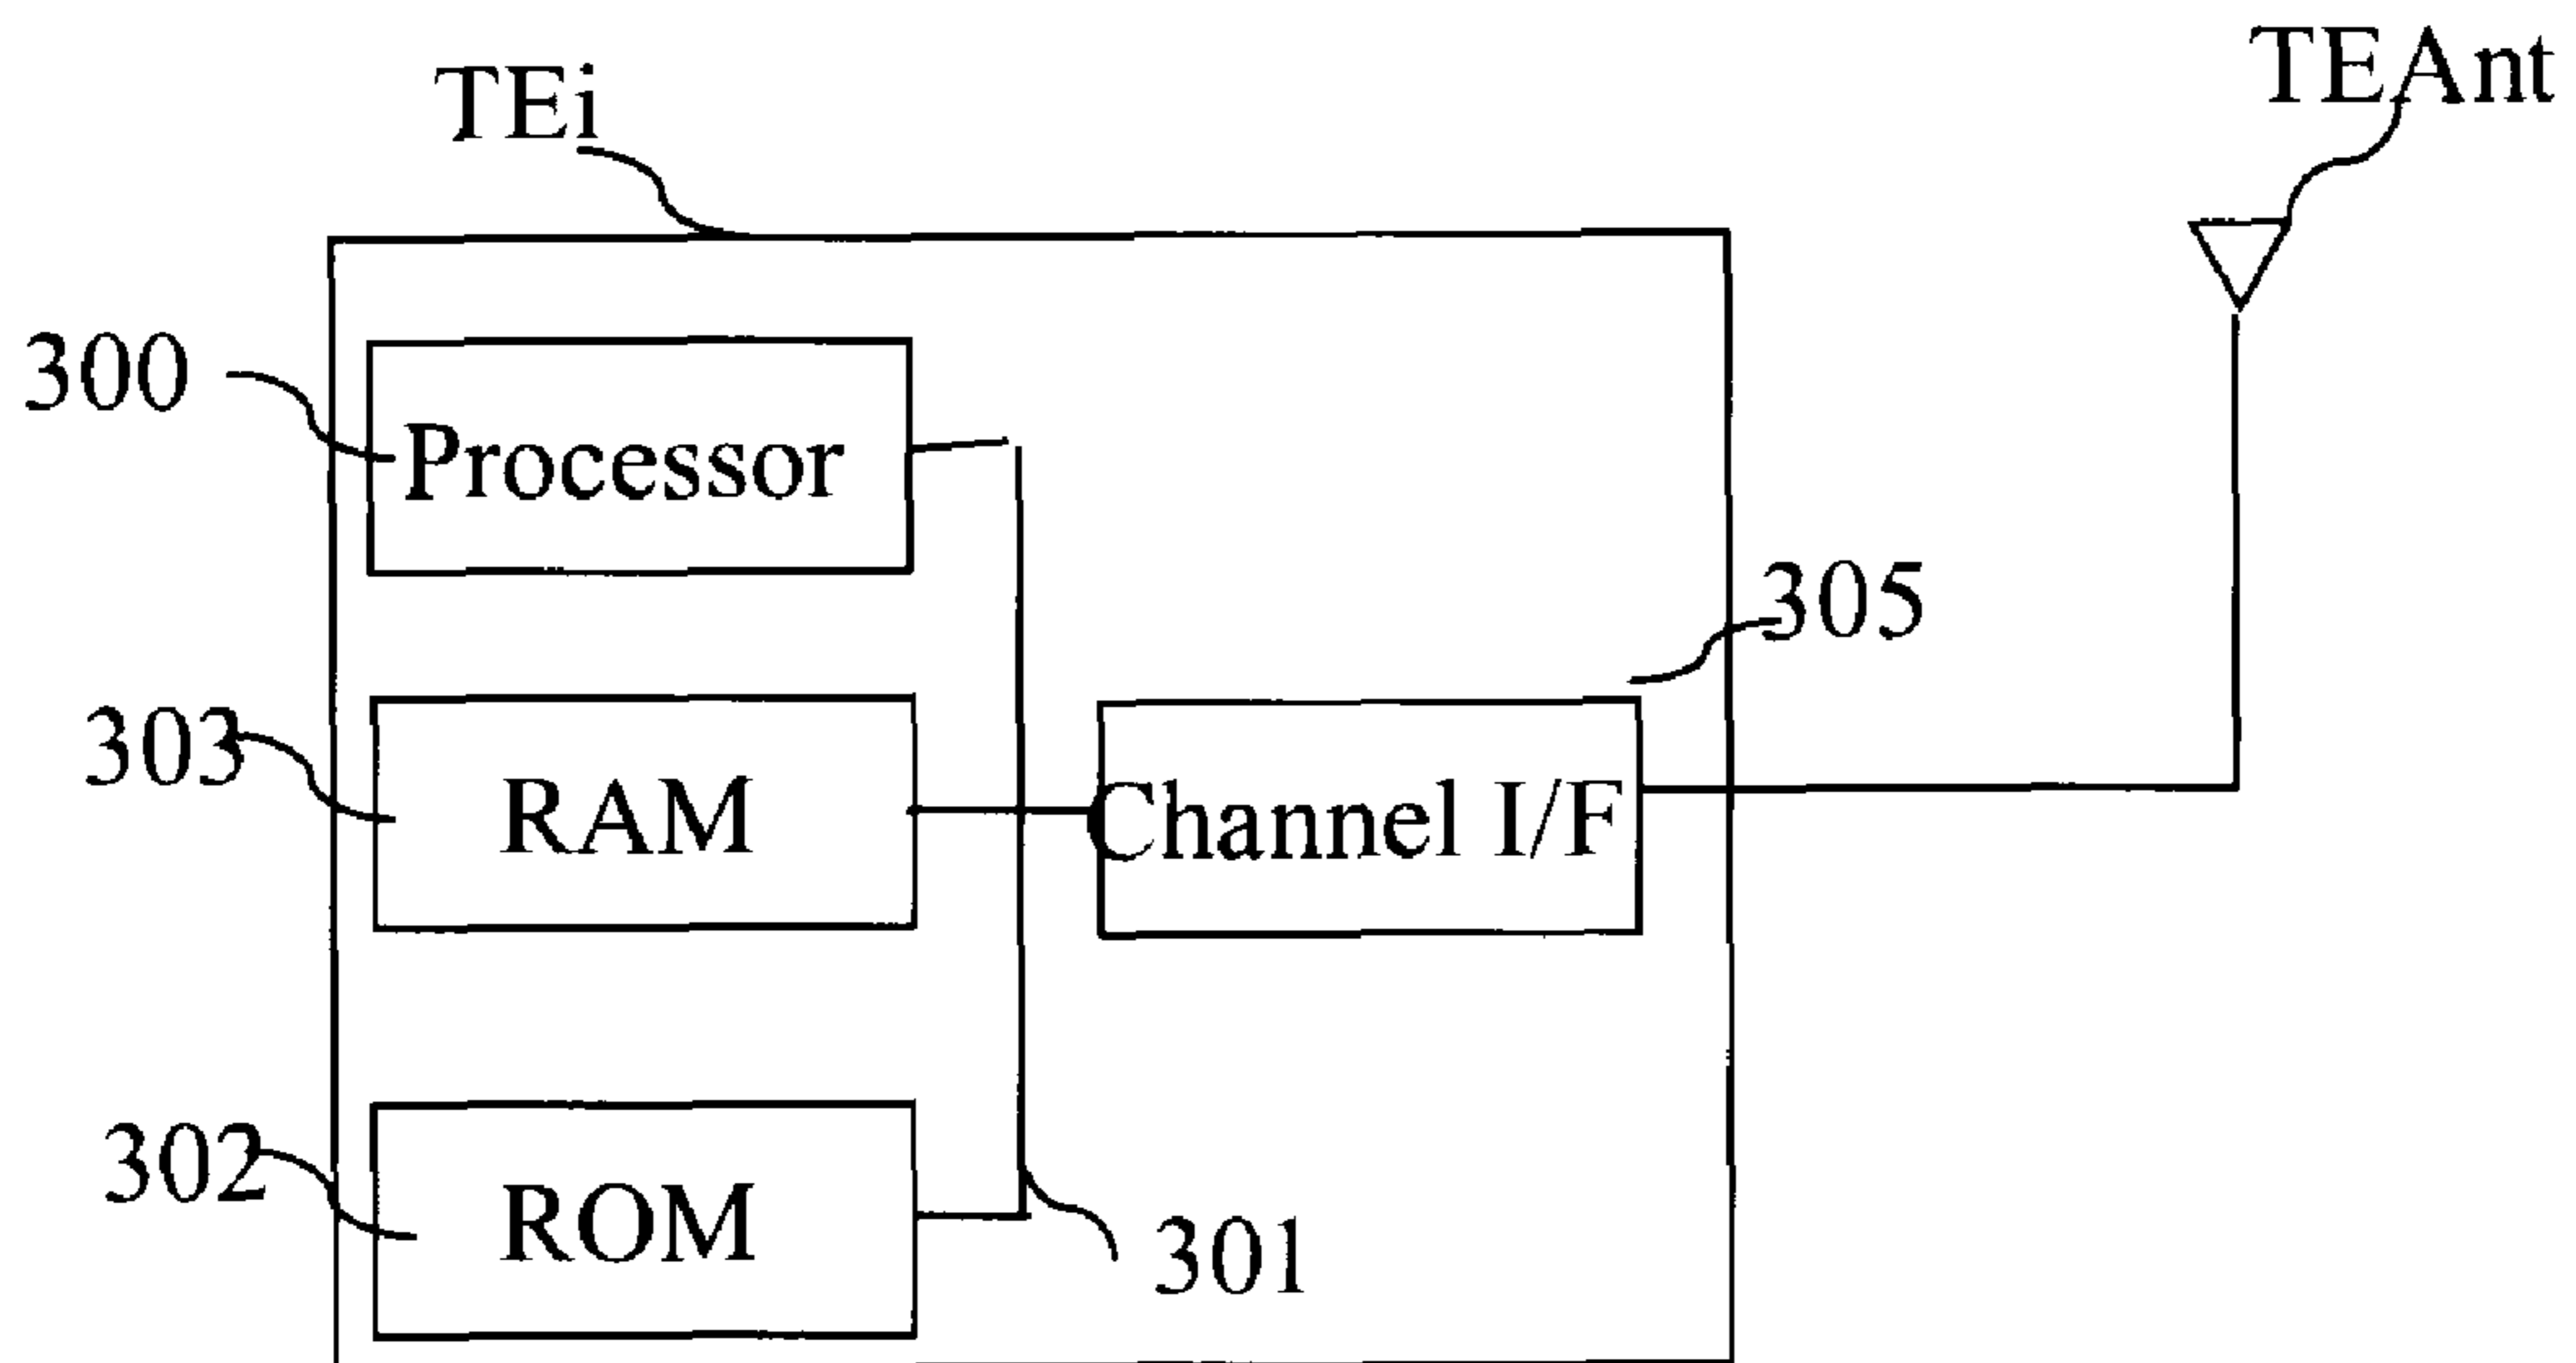 TEi
TEAnt
300
Processor
305
303
RAM
Channel I/F
302
ROM
301